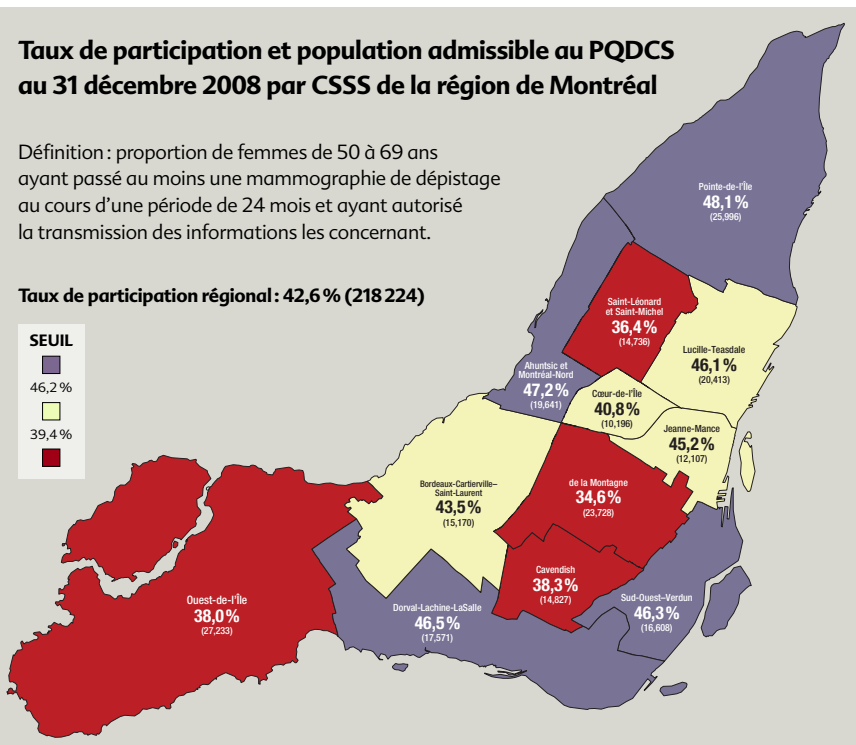 Taux de participation et population admissible au PQDCS
au 31 décembre 2008 par CSSS de la région de Montréal
Définition : proportion de femmes de 50 à 69 ans
ayant passé au moins une mammographie de dépistage
au cours d’une période de 24 mois et ayant autorisé
la transmission des informations les concernant.
Taux de participation régional : 42,6 % (218 224)
SEUIL
46,2 %
39,4 %
Pointe-de-l’Île
48,1 %
(25,996)
Saint-Léonard
et Saint-Michel
36,4 %
(14,736)
Lucille-Teasdale
46,1 %
(20,413)
Ahuntsic et
Montréal-Nord
47,2 %
(19,641)
Cœur-de-l’Île
40,8 %
(10,196)
Jeanne-Mance
45,2 %
(12,107)
Bordeaux-Cartierville–
Saint-Laurent
43,5 %
(15,170)
de la Montagne
34,6 %
(23,728)
Cavendish
38,3 %
(14,827)
Ouest-de-l’Île
38,0 %
(27,233)
Dorval-Lachine-LaSalle
46,5 %
(17,571)
Sud-Ouest–Verdun
46,3 %
(16,608)